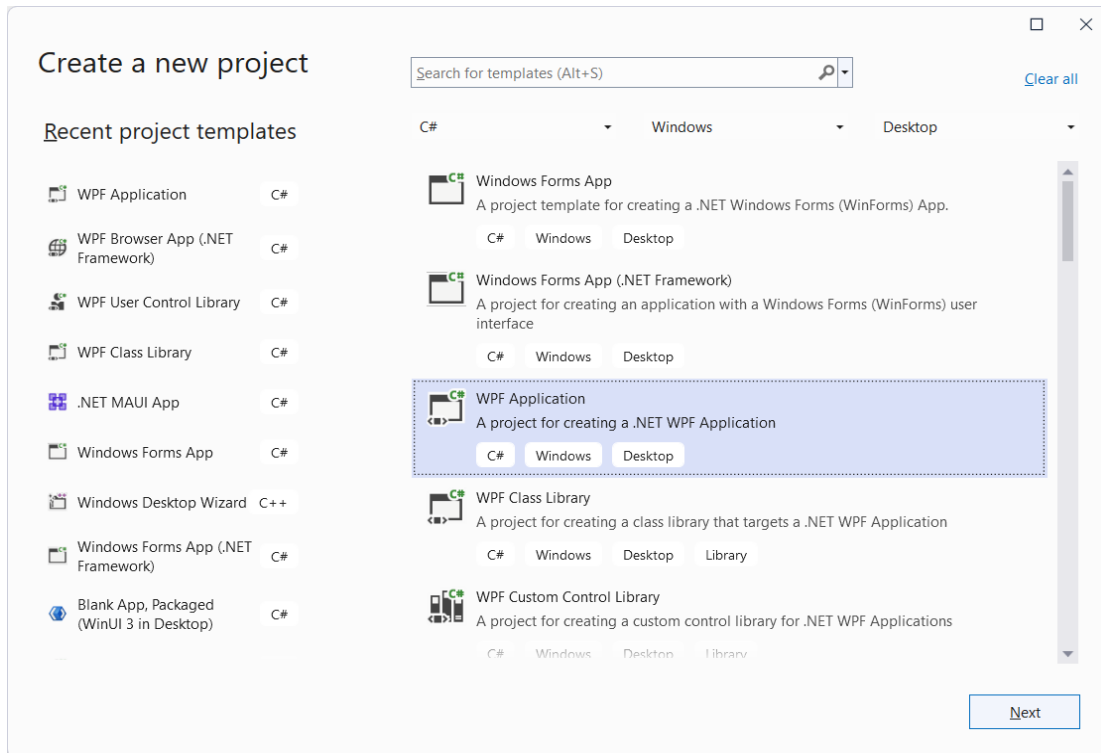 Create a new project
Search for templates (Alt+S)
Clear all
Recent project templates
C#
Windows
Desktop
WPF Application
C#
WPF Browser App (.NET
Framework)
C#
WPF User Control Library
C#
WPF Class Library
C#
.NET MAUI App
C#
Windows Forms App
C#
Windows Desktop Wizard
C++
Windows Forms App (.NET
Framework)
C#
Blank App, Packaged
(WinUI 3 in Desktop)
C#
Windows Forms App
A project template for creating a .NET Windows Forms (WinForms) App.
C# Windows Desktop
Windows Forms App (.NET Framework)
A project for creating an application with a Windows Forms (WinForms) user
interface
C# Windows Desktop
WPF Application
A project for creating a .NET WPF Application
C# Windows Desktop
WPF Class Library
A project for creating a class library that targets a .NET WPF Application
C# Windows Desktop Library
WPF Custom Control Library
A project for creating a custom control library for .NET WPF Applications
C# Windows Desktop Library
Next